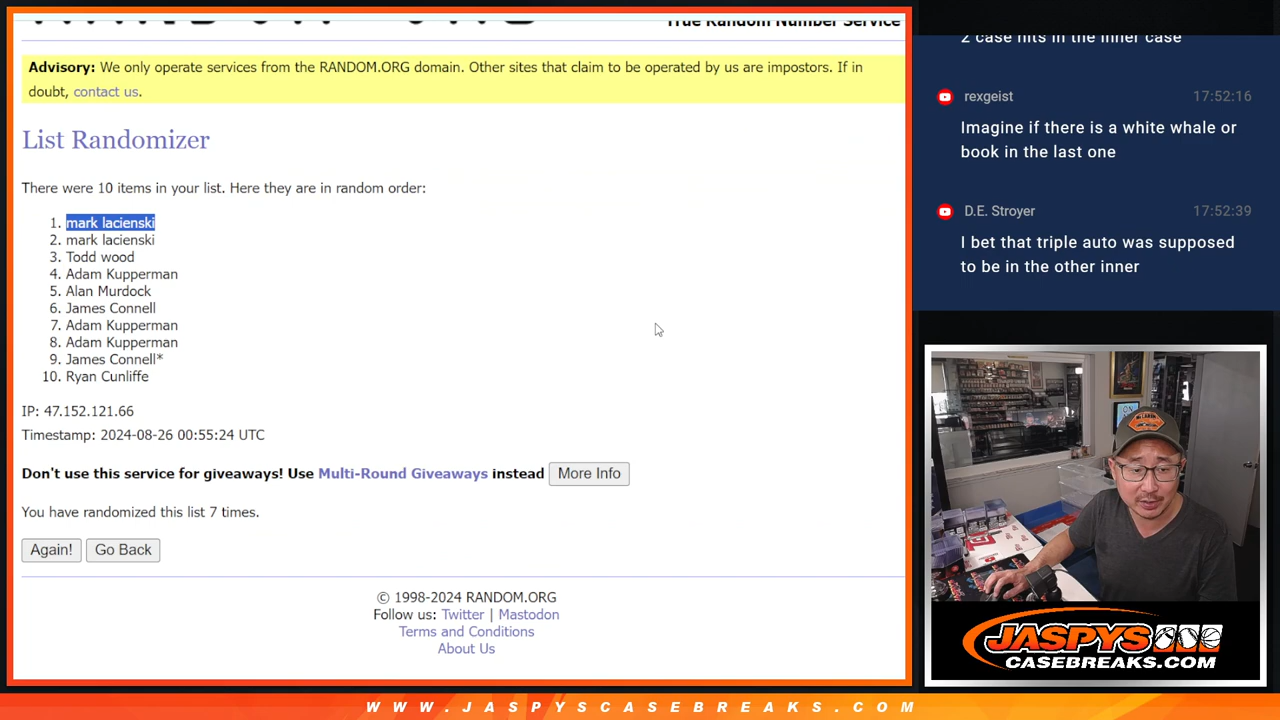 True Random Number Service
Advisory: We only operate services from the RANDOM.ORG domain. Other sites that claim to be operated by us are impostors. If in
doubt, contact us.
List Randomizer
There were 10 items in your list. Here they are in random order:
1. mark lacienski
2. mark lacienski
3. Todd wood
4. Adam Kupperman
5. Alan Murdock
6. James Connell
7. Adam Kupperman
8. Adam Kupperman
9. James Connell*
10. Ryan Cunliffe
IP: 47.152.121.66
Timestamp: 2024-08-26 00:55:24 UTC
Don't use this service for giveaways! Use Multi-Round Giveaways instead More Info
You have randomized this list 7 times.
Again! Go Back
© 1998-2024 RANDOM.ORG
Follow us: Twitter | Mastodon
Terms and Conditions
About Us
2 case hits in the inner case
rexgeist 17:52:16
Imagine if there is a white whale or
book in the last one
D.E. Stroyer 17:52:39
I bet that triple auto was supposed
to be in the other inner
JASPYS
CASEBREAKS.COM
WWW.JASPYSCASEBREAKS.COM